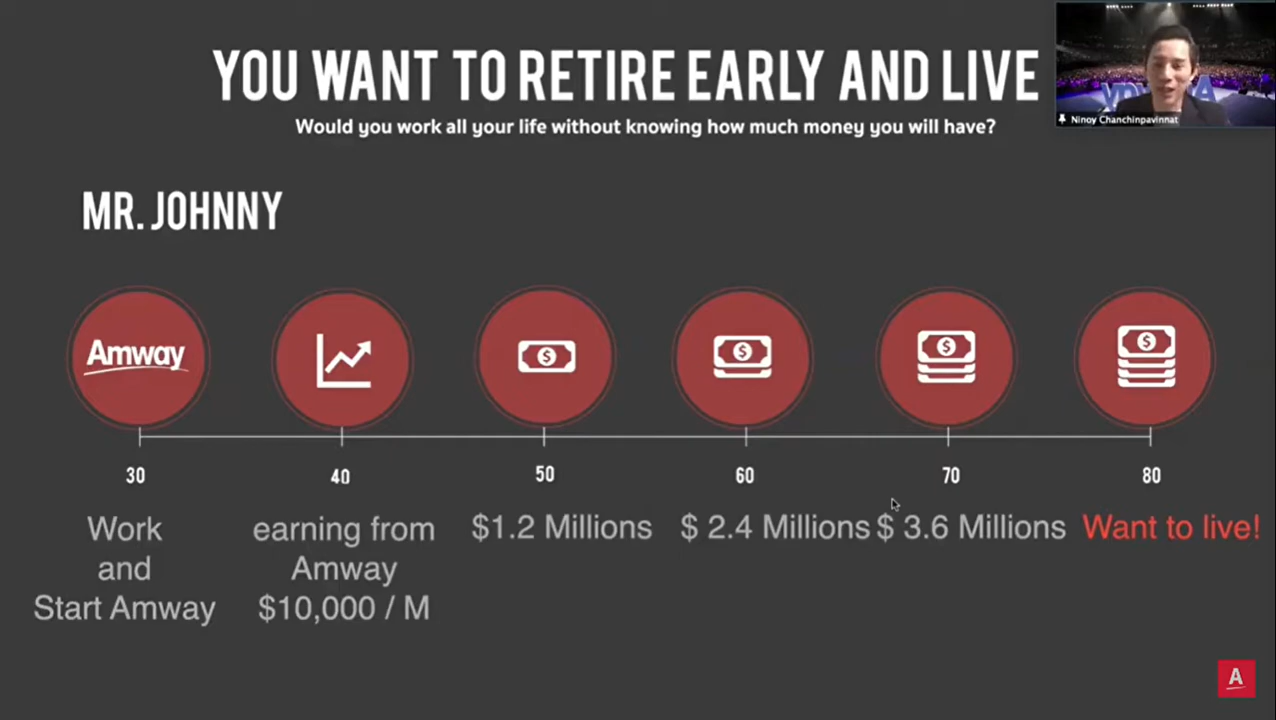 YOU WANT TO RETIRE EARLY AND LIVE
Would you work all your life without knowing how much money you will have?
Ninoy Chanchinpavinnat
MR. JOHNNY
Amway
30
40
50
60
70
80
Work
and
Start Amway
earning from
Amway
$10,000 / M
$1.2 Millions
$ 2.4 Millions
$ 3.6 Millions
Want to live!
A